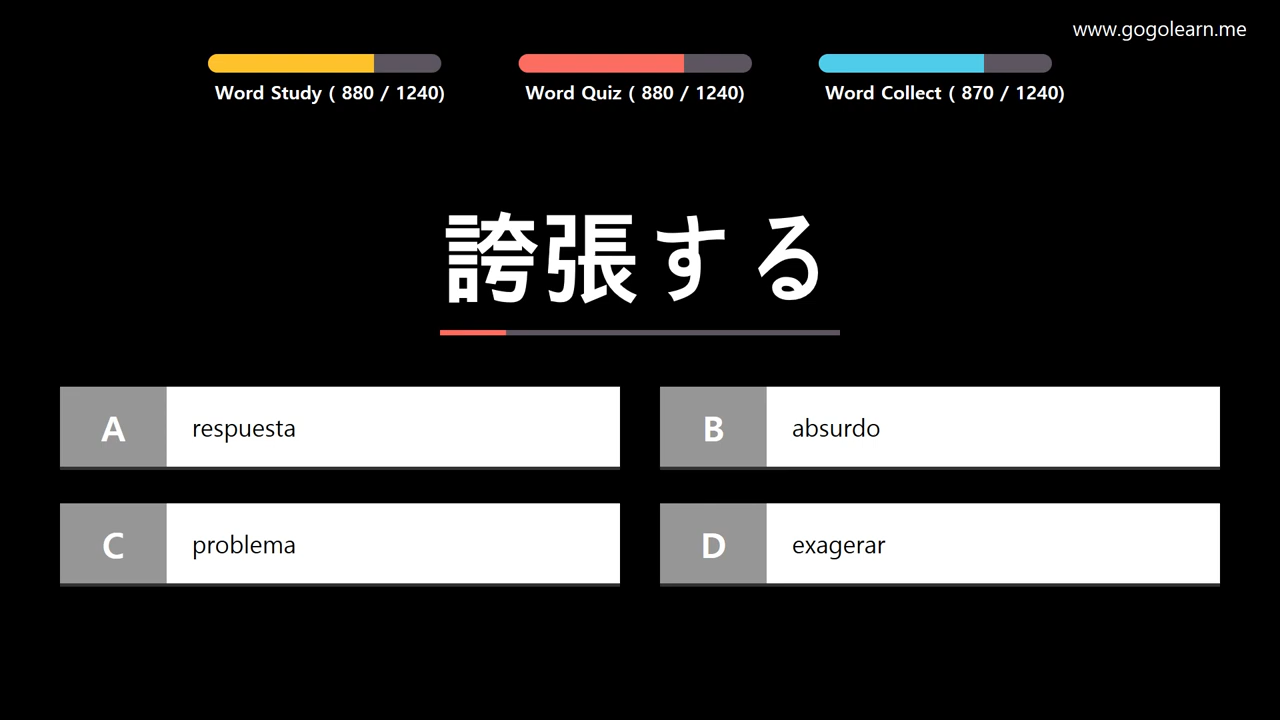 www.gogolearn.me
Word Study ( 880 / 1240)
Word Quiz ( 880 / 1240)
Word Collect ( 870 / 1240)
誇張する
A respuesta
B absurdo
C problema
D exagerar